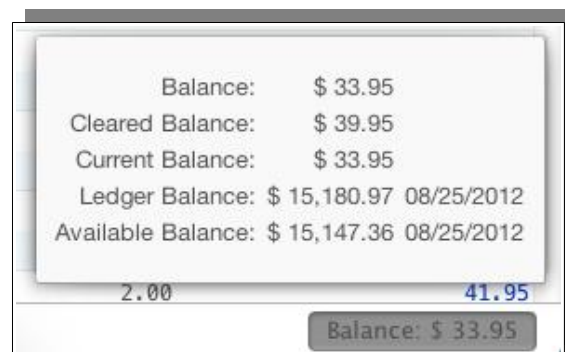 Balance: $ 33.95
Cleared Balance: $ 39.95
Current Balance: $ 33.95
Ledger Balance: $ 15,180.97 08/25/2012
Available Balance: $ 15,147.36 08/25/2012
2.00 41.95
Balance: $ 33.95